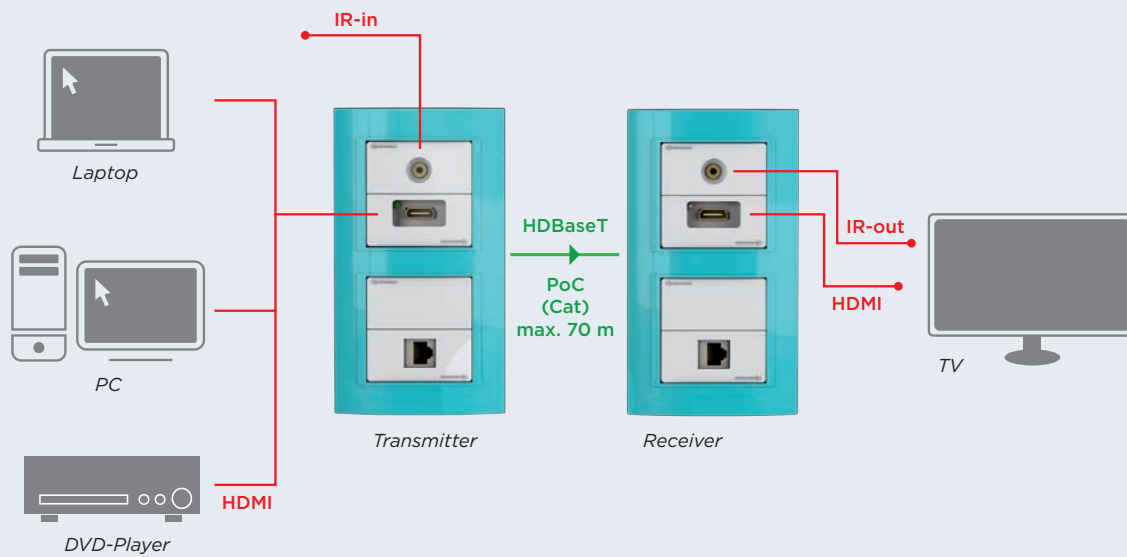 IR-in
Laptop
HDBaseT
PoC
(Cat)
max. 70 m
IR-out
HDMI
TV
PC
Transmitter
Receiver
HDMI
DVD-Player